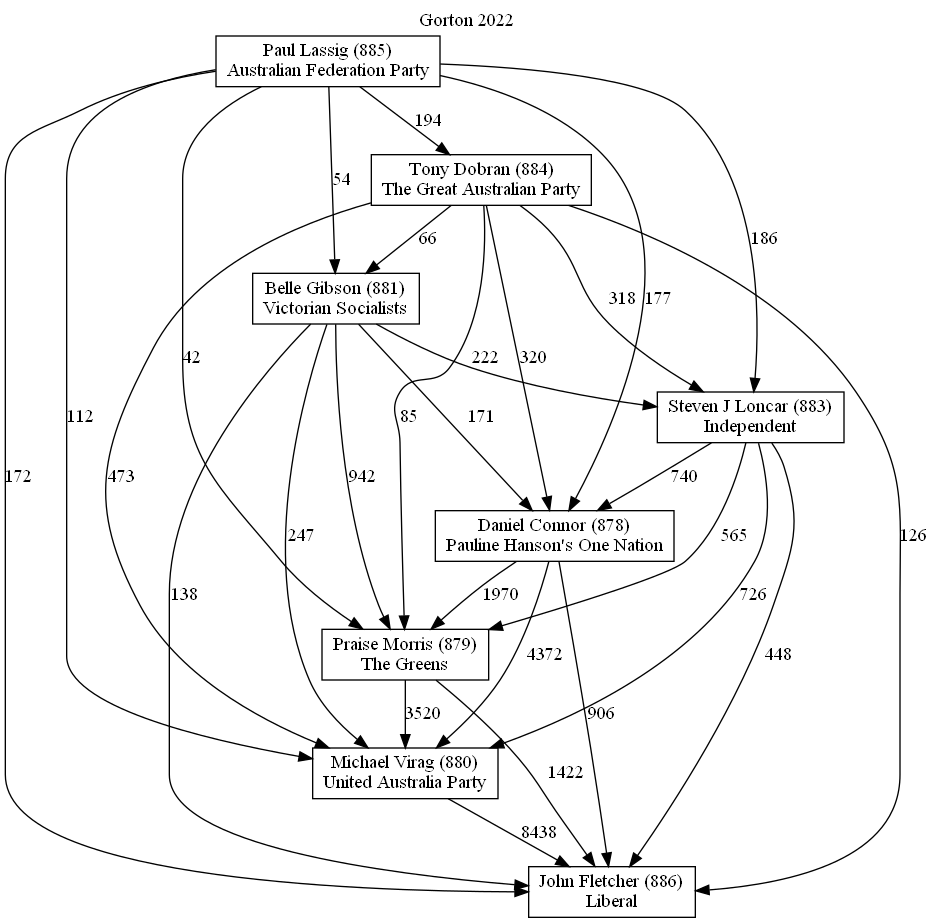 Gorton 2022
Paul Lassig (885)
Australian Federation Party
194
Tony Dobran (884)
The Great Australian Party
54
66
186
Belle Gibson (881)
Victorian Socialists
318
177
42
222
320
Steven J Loncar (883)
Independent
112
85
171
172
473
942
740
126
Daniel Connor (878)
Pauline Hanson's One Nation
247
565
138
1970
726
Praise Morris (879)
The Greens
4372
448
3520
906
Michael Virag (880)
United Australia Party
1422
8438
John Fletcher (886)
Liberal